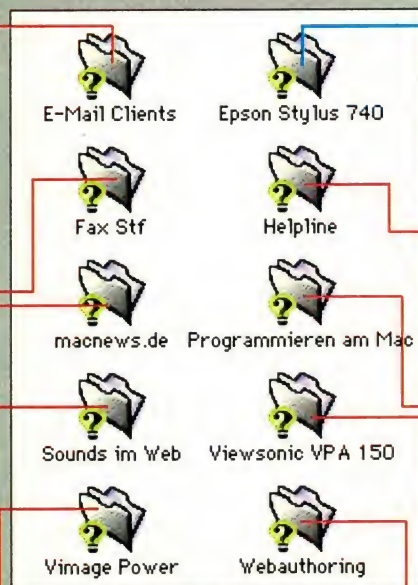 E-Mail Clients
Epson Stylus 740
Fax Stf
Helpline
macnews.de
Programmieren am Mac
Sounds im Web
Viewsonic VPA 150
Vimage Power
Webauthoring